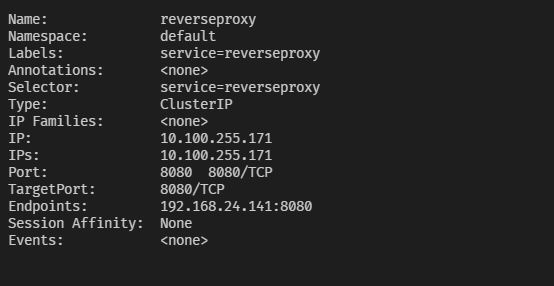 Name: reverseproxy
Namespace: default
Labels: service=reverseproxy
Annotations: <none>
Selector: service=reverseproxy
Type: ClusterIP
IP Families: <none>
IP: 10.100.255.171
IPs: 10.100.255.171
Port: 8080 8080/TCP
TargetPort: 8080/TCP
Endpoints: 192.168.24.141:8080
Session Affinity: None
Events: <none>